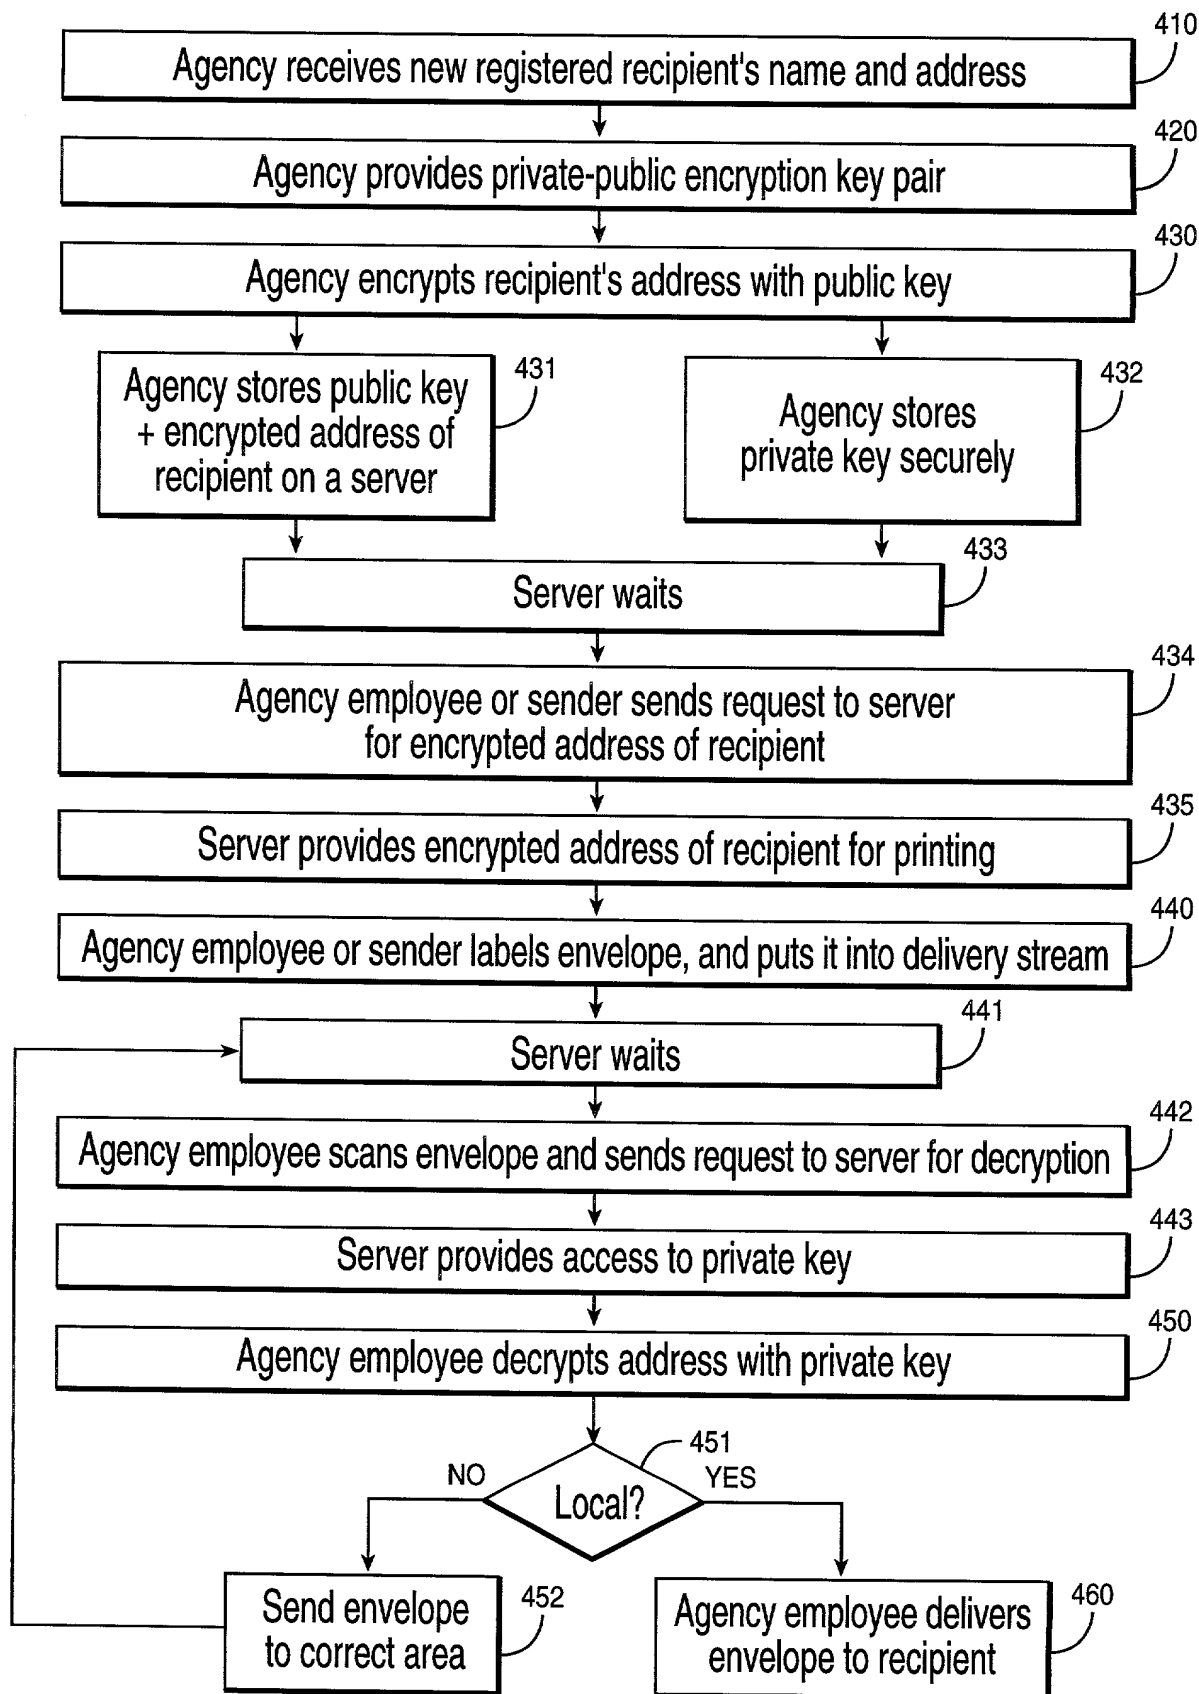 410
Agency receives new registered recipient's name and address
420
Agency provides private-public encryption key pair
430
Agency encrypts recipient's address with public key
431
Agency stores public key
+ encrypted address of
recipient on a server
432
Agency stores
private key securely
433
Server waits
434
Agency employee or sender sends request to server
for encrypted address of recipient
435
Server provides encrypted address of recipient for printing
440
Agency employee or sender labels envelope, and puts it into delivery stream
441
Server waits
442
Agency employee scans envelope and sends request to server for decryption
443
Server provides access to private key
450
Agency employee decrypts address with private key
451
NO
YES
Local?
452
Send envelope
to correct area
460
Agency employee delivers
envelope to recipient